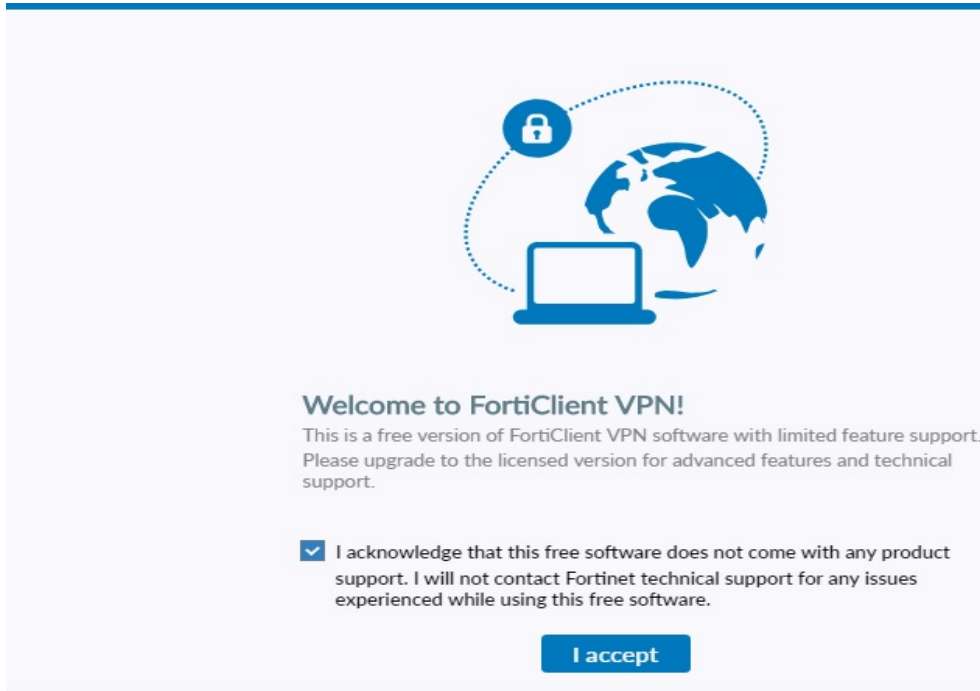 Welcome to FortiClient VPN!
This is a free version of FortiClient VPN software with limited feature support.
Please upgrade to the licensed version for advanced features and technical
support.
I acknowledge that this free software does not come with any product
support. I will not contact Fortinet technical support for any issues
experienced while using this free software.
I accept